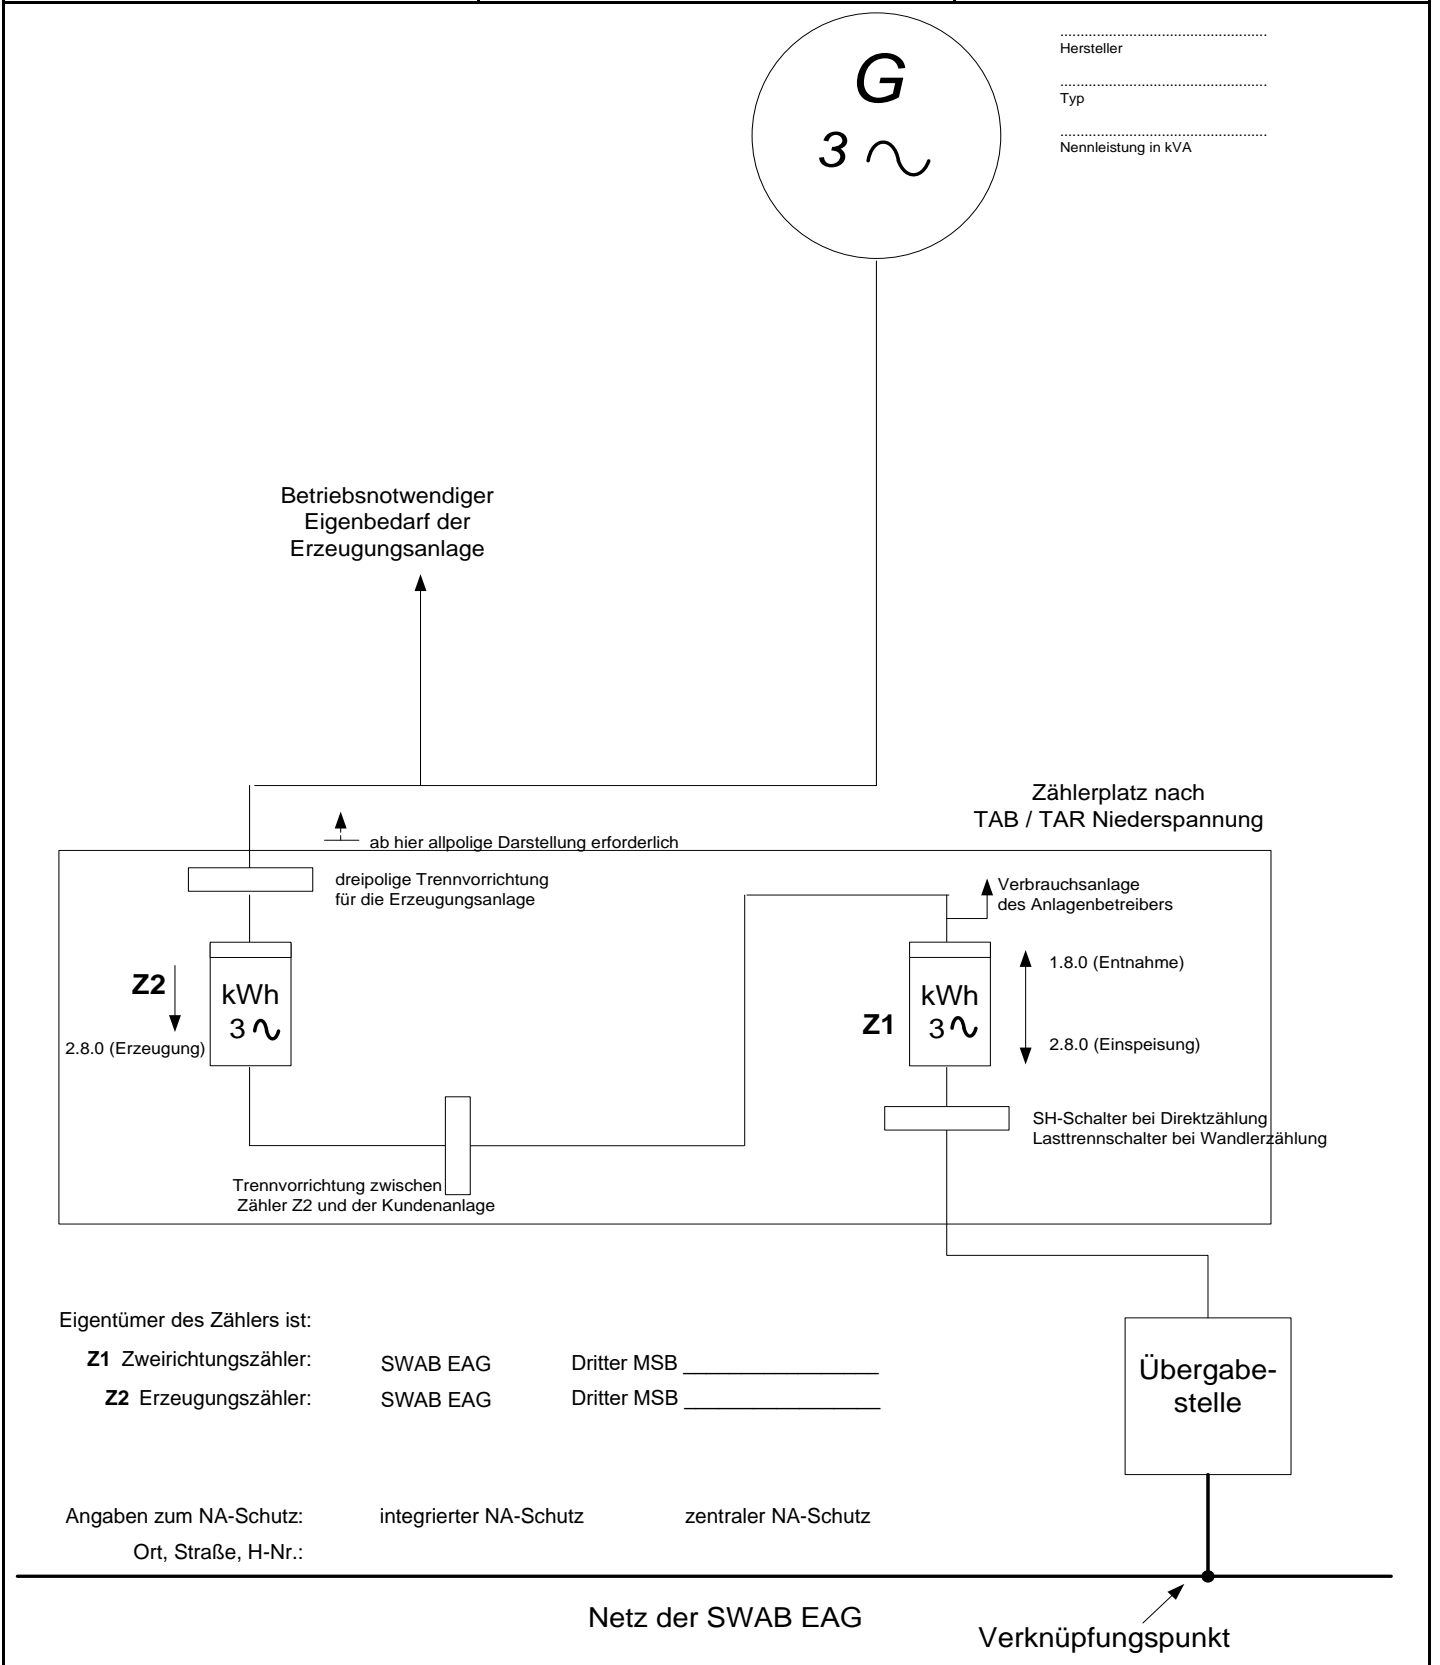 G
3
Hersteller
Typ
Nennleistung in kVA
Betriebsnotwendiger
Eigenbedarf der
Erzeugungsanlage
Zählerplatz nach
TAB / TAR Niederspannung
ab hier allpolige Darstellung erforderlich
dreipolige Trennvorrichtung
für die Erzeugungsanlage
Verbrauchsanlage
des Anlagenbetreibers
Z2
kWh
3
2.8.0 (Erzeugung)
Z1
kWh
3
1.8.0 (Entnahme)
2.8.0 (Einspeisung)
SH-Schalter bei Direktzählung
Lasttrennschalter bei Wandlerzählung
Trennvorrichtung zwischen
Zähler Z2 und der Kundenanlage
Eigentümer des Zählers ist:
Z1 Zweirichtungszähler: SWAB EAG Dritter MSB
Z2 Erzeugungszähler: SWAB EAG Dritter MSB
Übergabe-
stelle
Angaben zum NA-Schutz: integrierter NA-Schutz zentraler NA-Schutz
Ort, Straße, H-Nr.:
Netz der SWAB EAG
Verknüpfungspunkt